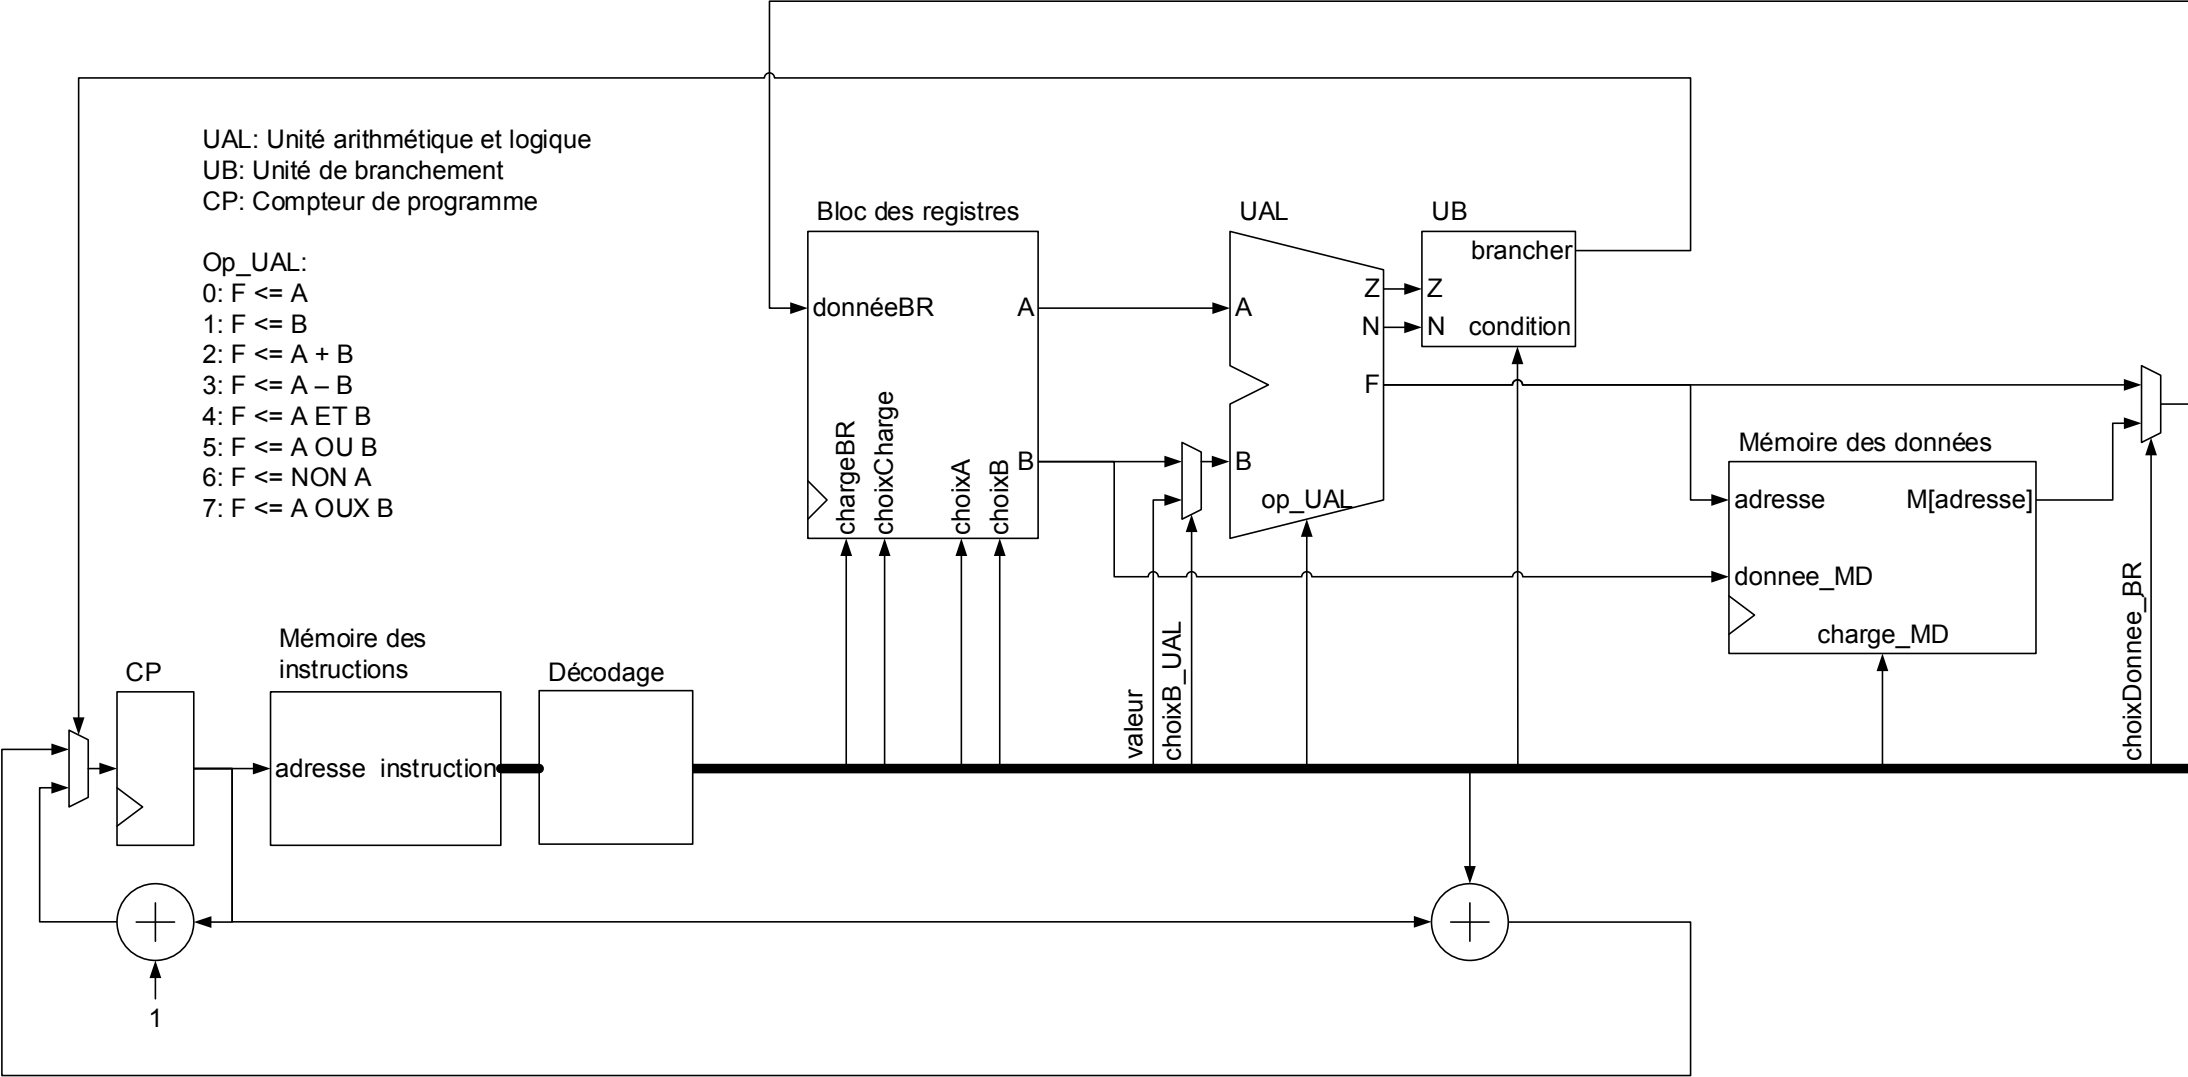 UAL: Unité arithmétique et logique
UB: Unité de branchement
CP: Compteur de programme
Op_UAL:
0: F <= A
1: F <= B
2: F <= A + B
3: F <= A – B
4: F <= A ET B
5: F <= A OU B
6: F <= NON A
7: F <= A OUX B
Bloc des registres
donnéeBR
A
B
chargeBR
choixCharge
choixA
choixB
UAL
A
B
Z
N
F
op_UAL
UB
brancher
Z
N condition
Mémoire des données
adresse M[adresse]
donnee_MD
charge_MD
choixDonnee_BR
valeur
choixB_UAL
CP
Mémoire des
instructions
adresse instruction
Décodage
1